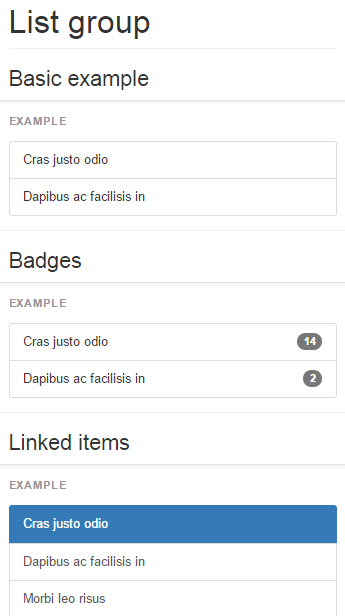 List group
Basic example
EXAMPLE
Cras justo odio
Dapibus ac facilisis in
Badges
EXAMPLE
Cras justo odio 14
Dapibus ac facilisis in 2
Linked items
EXAMPLE
Cras justo odio
Dapibus ac facilisis in
Morbi leo risus